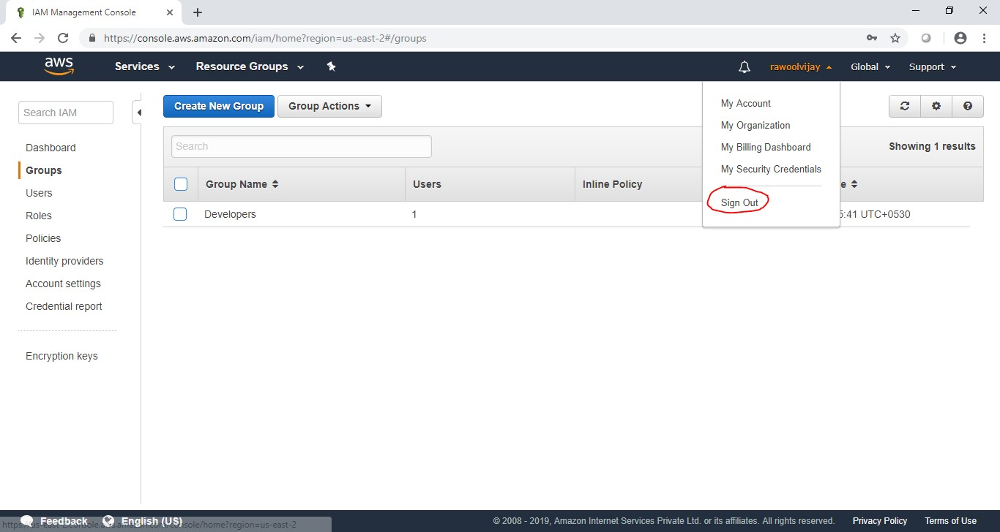 IAM Management Console
https://console.aws.amazon.com/iam/home?region=us-east-2#/groups
aws Services Resource Groups rawoolvijay Global Support
Search IAM
Dashboard
Groups
Users
Roles
Policies
Identity providers
Account settings
Credential report
Encryption keys
Create New Group Group Actions
Search
Showing 1 results
Group Name Users Inline Policy e
Developers 1 5:41 UTC+0530
My Account
My Organization
My Billing Dashboard
My Security Credentials
Sign Out
Feedback English (US)
https://us-east-2.console.aws.amazon.com/console/home?region=us-east-2
© 2008 - 2019, Amazon Internet Services Private Ltd. or its affiliates. All rights reserved. Privacy Policy Terms of Use